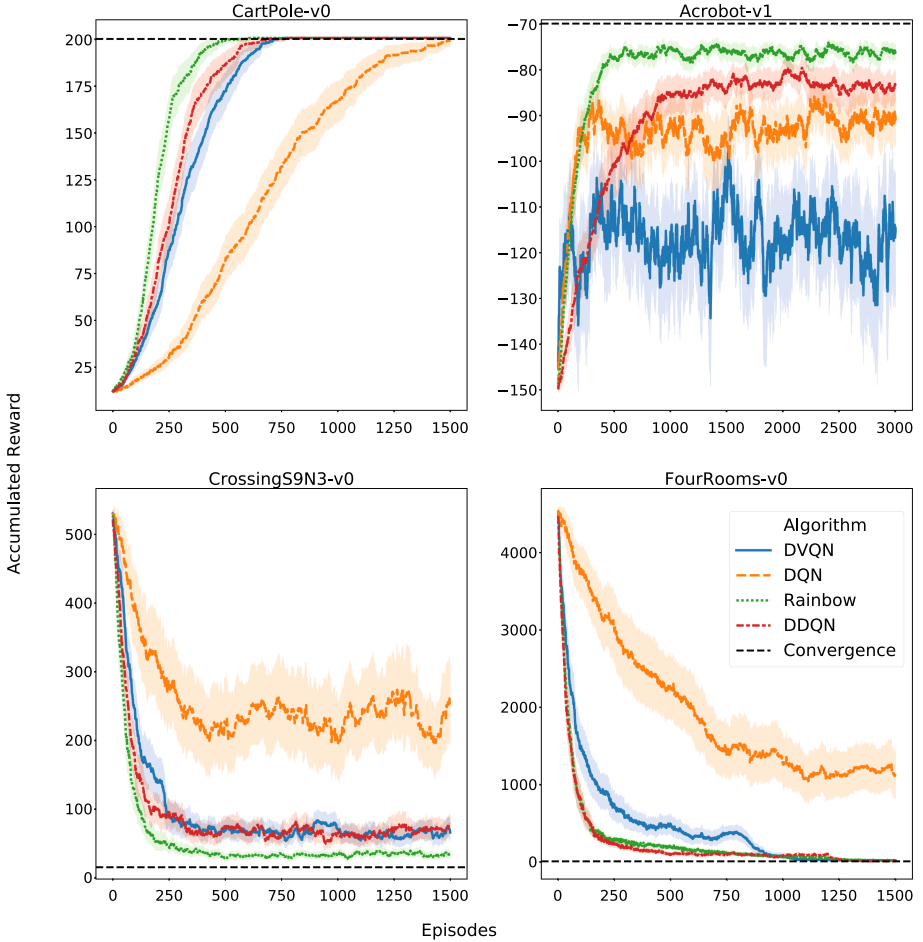 CartPole-v0
200
175
150
125
100
75
50
25
0 250 500 750 1000 1250 1500
Acrobot-v1
−70
−80
−90
−100
−110
−120
−130
−140
−150
0 500 1000 1500 2000 2500 3000
Accumulated Reward
CrossingS9N3-v0
500
400
300
200
100
0
0 250 500 750 1000 1250 1500
FourRooms-v0
4000
3000
2000
1000
0
0 250 500 750 1000 1250 1500
Algorithm
DVQN
DQN
Rainbow
DDQN
Convergence
Episodes